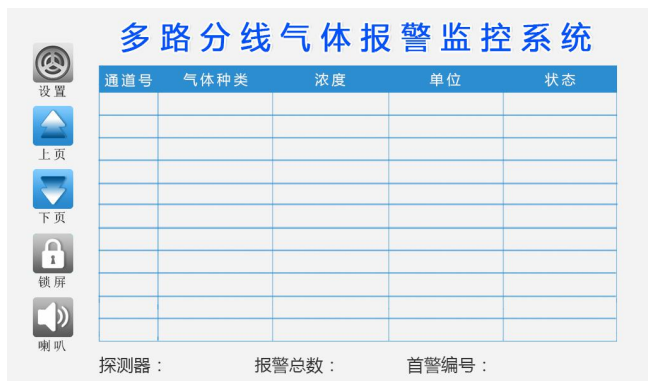 多路分线气体报警监控系统
设置
通道号 气体种类 浓度 单位 状态
上页
下页
1
锁屏
喇叭
探测器： 报警总数： 首警编号：